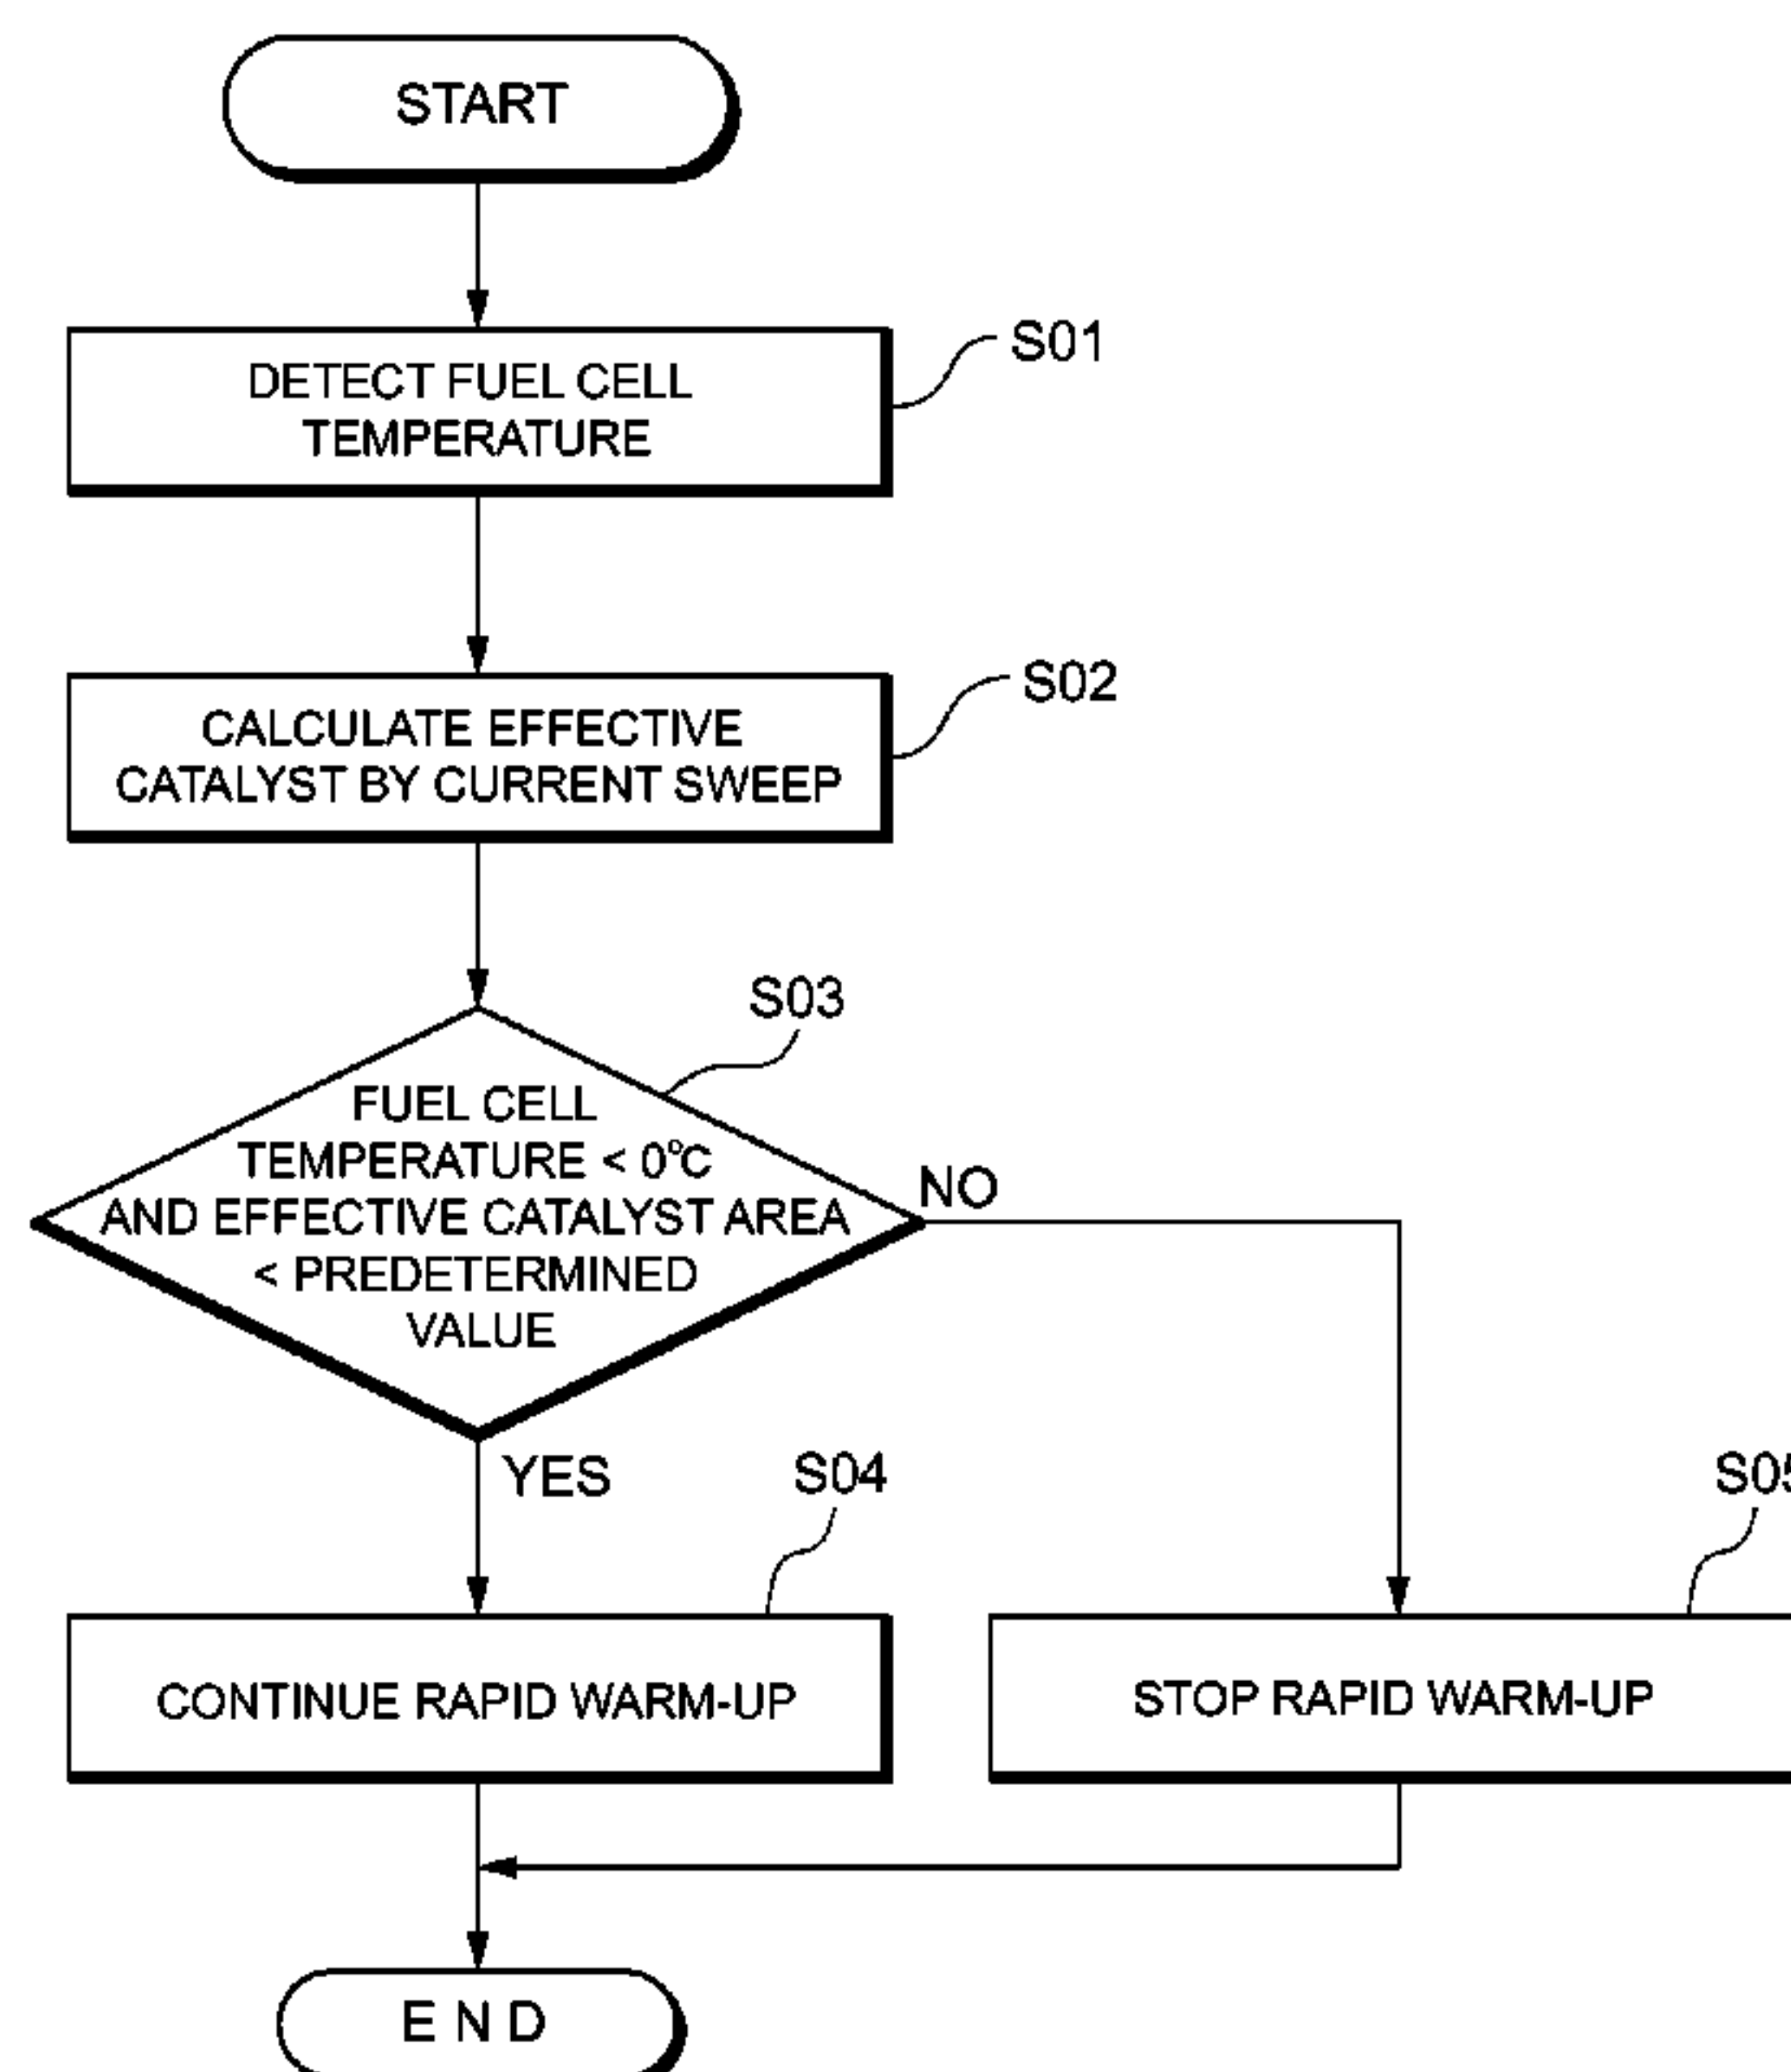 START
DETECT FUEL CELL
TEMPERATURE
S01
CALCULATE EFFECTIVE
CATALYST BY CURRENT SWEEP
S02
S03
FUEL CELL
TEMPERATURE < 0°C
AND EFFECTIVE CATALYST AREA
< PREDETERMINED
VALUE
NO
YES
S04
S05
CONTINUE RAPID WARM-UP
STOP RAPID WARM-UP
END